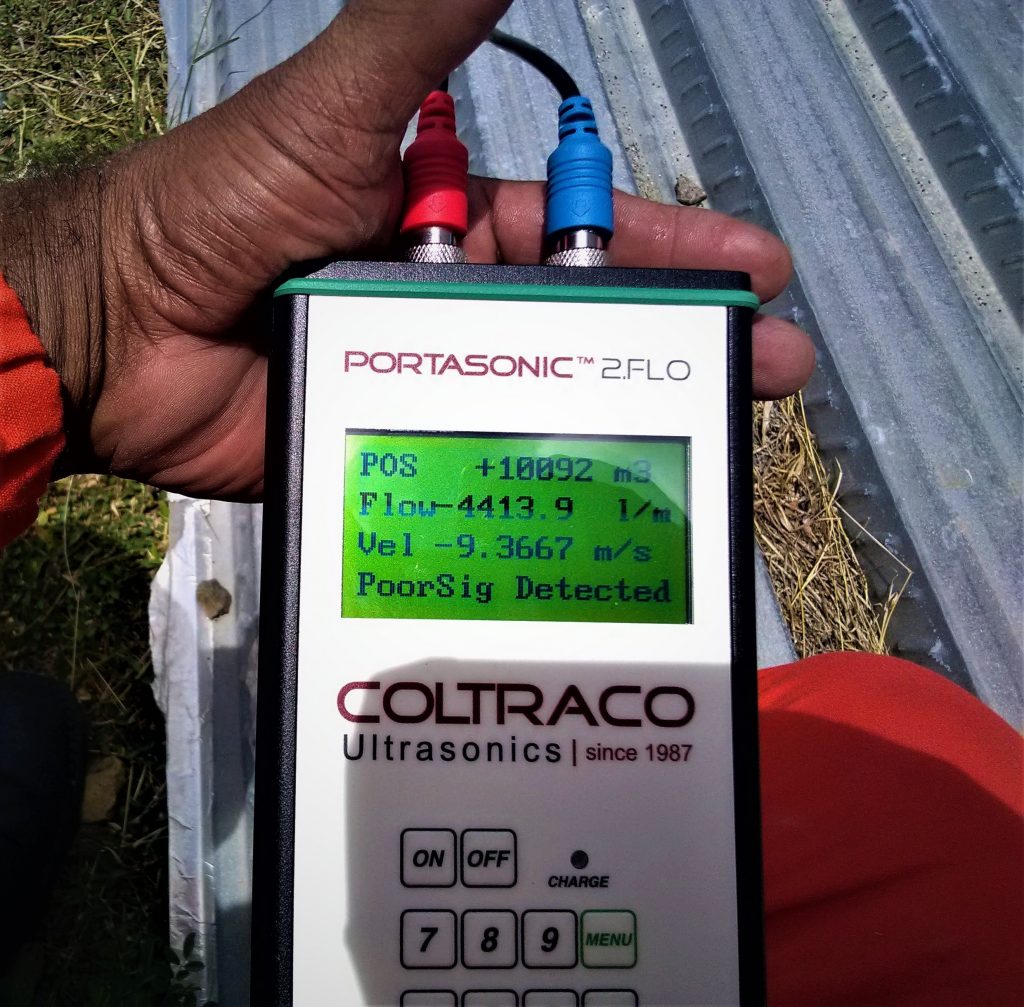 PORTASONIC™ 2.FLO
POS +10092 m3
Flow-4413.9 l/m
Vel -9.3667 m/s
PoorSig Detected
COLTRACO
Ultrasonics | since 1987
ON OFF
CHARGE
7 8 9 MENU